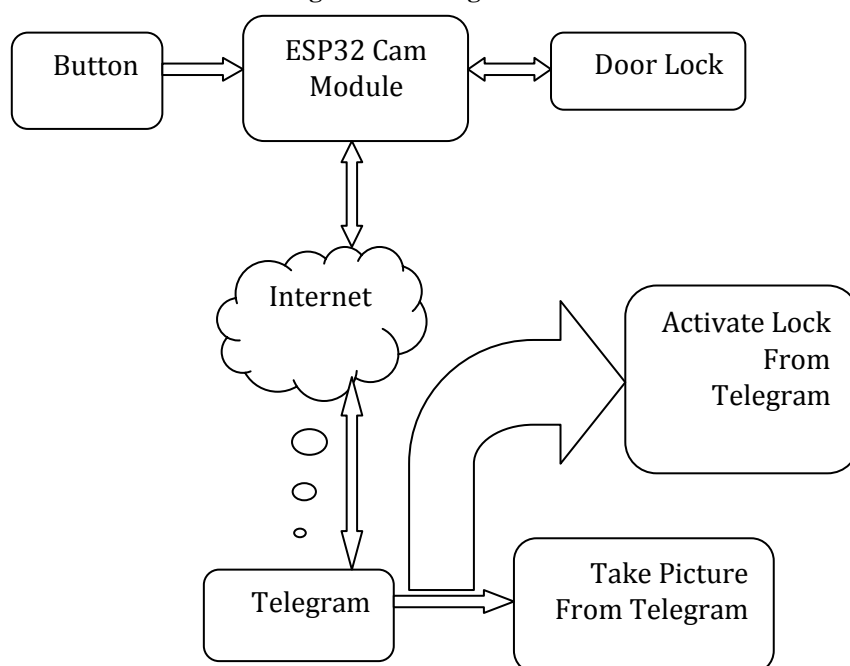 Button
ESP32 Cam
Module
Door Lock
Internet
Activate Lock
From
Telegram
Telegram
Take Picture
From Telegram